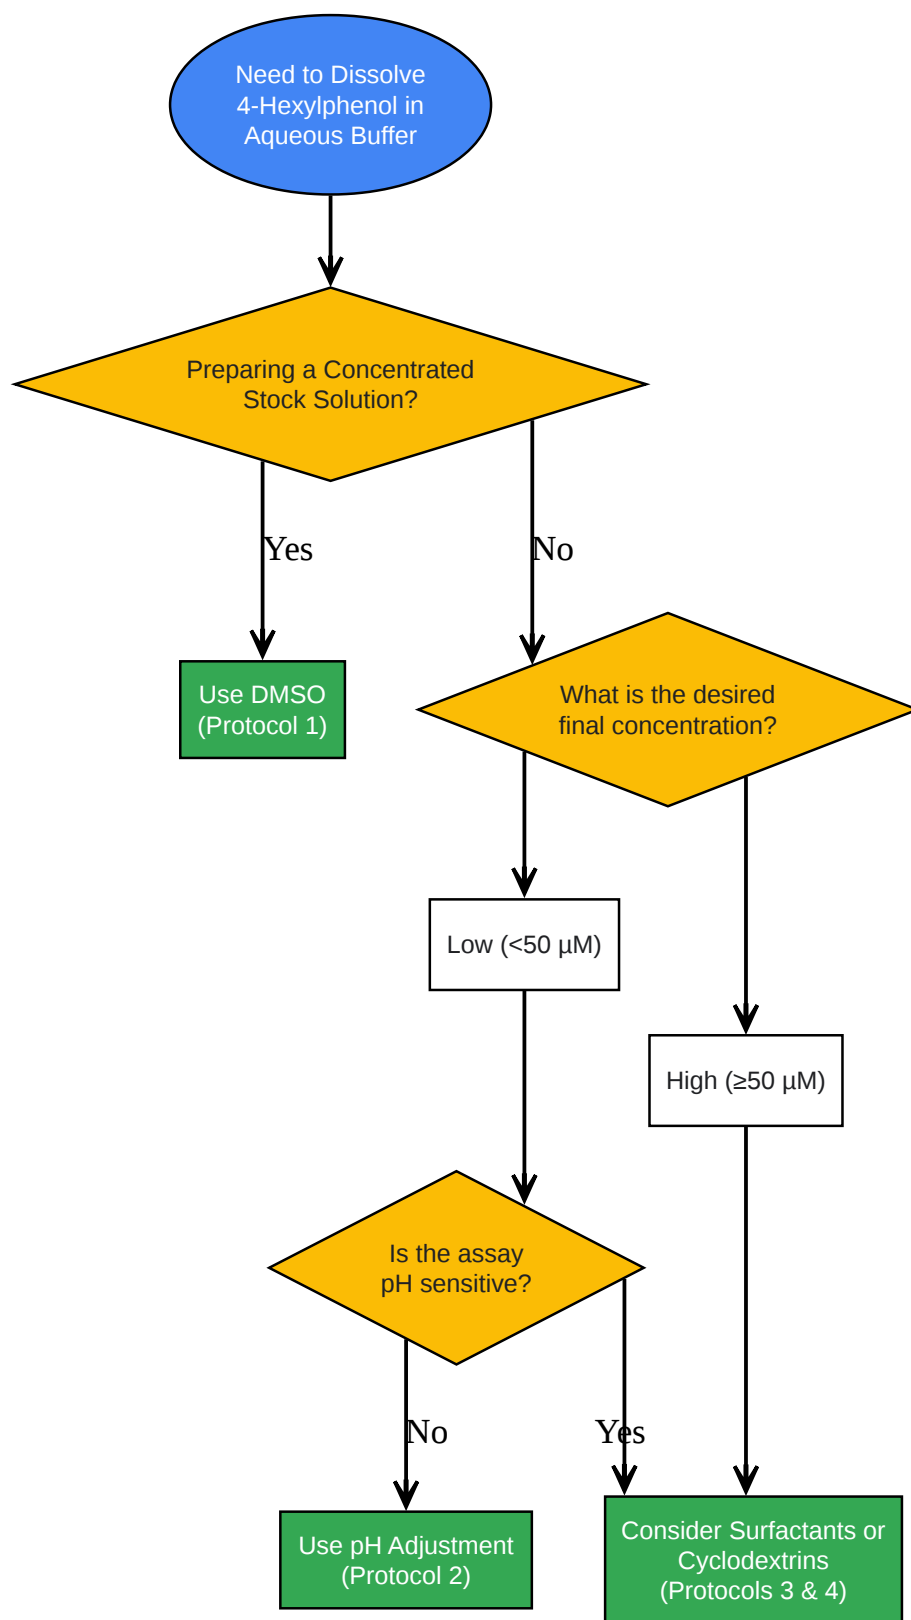 Need to Dissolve
4-Hexylphenol in
Aqueous Buffer
Preparing a Concentrated
Stock Solution?
Yes
No
Use DMSO
(Protocol 1)
What is the desired
final concentration?
Low (<50 µM)
High (≥50 µM)
Is the assay
pH sensitive?
No
Yes
Use pH Adjustment
(Protocol 2)
Consider Surfactants or
Cyclodextrins
(Protocols 3 & 4)